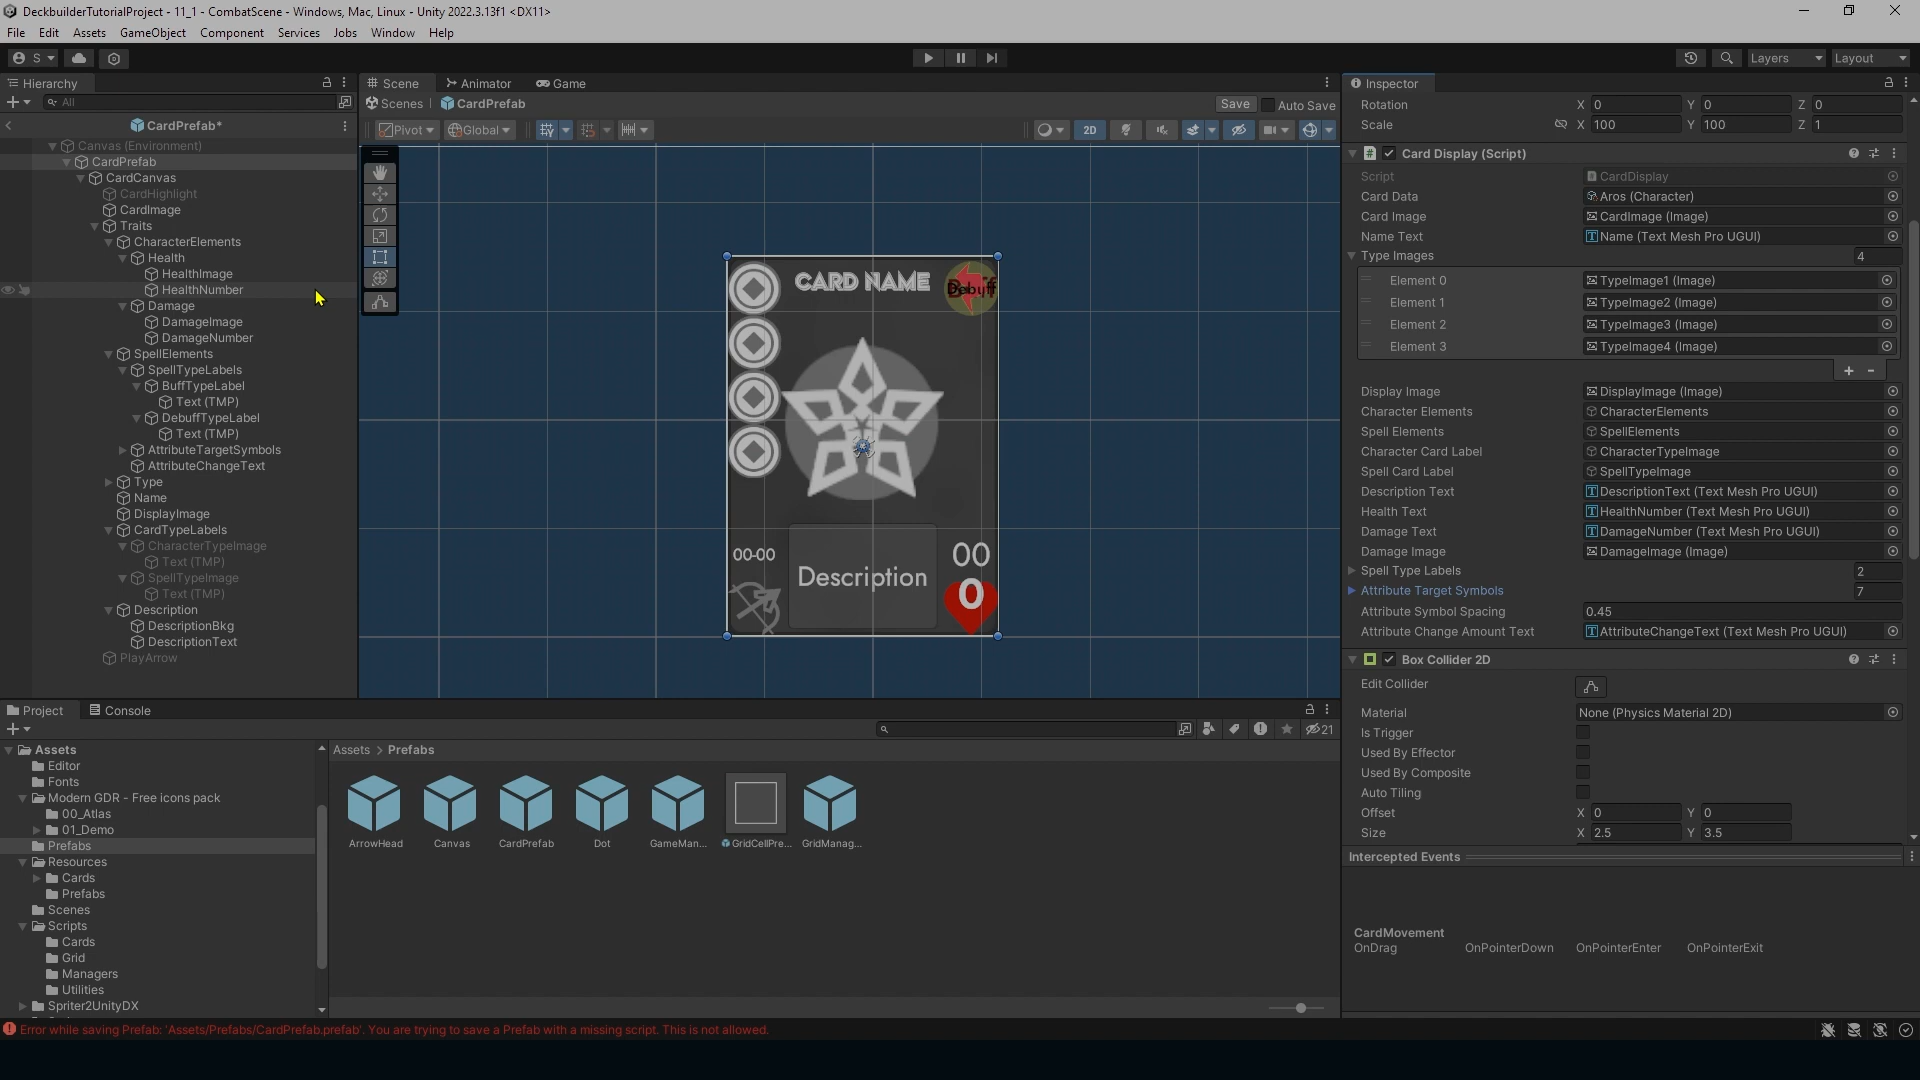 DeckbuilderTutorialProject - 11_1 - CombatScene - Windows, Mac, Linux - Unity 2022.3.13f1 <DX11>
File Edit Assets GameObject Component Services Jobs Window Help
S
Layers Layout
Hierarchy
All
CardPrefab*
Canvas (Environment)
CardPrefab
CardCanvas
CardHighlight
CardImage
Traits
CharacterElements
Health
HealthImage
HealthNumber
Damage
DamageImage
DamageNumber
SpellElements
SpellTypeLabels
BuffTypeLabel
Text (TMP)
DebuffTypeLabel
Text (TMP)
AttributeTargetSymbols
AttributeChangeText
Type
Name
DisplayImage
CardTypeLabels
CharacterTypeImage
Text (TMP)
SpellTypeImage
Text (TMP)
Description
DescriptionBkg
DescriptionText
PlayArrow
Scene Animator Game
Scenes CardPrefab Save Auto Save
Pivot Global 2D
CARD NAME
Debuff
00-00
Description
00
0
Inspector
Rotation X 0 Y 0 Z 0
Scale X 100 Y 100 Z 1
Card Display (Script)
Script CardDisplay
Card Data Aros (Character)
Card Image CardImage (Image)
Name Text Name (Text Mesh Pro UGUI)
Type Images 4
Element 0 TypeImage1 (Image)
Element 1 TypeImage2 (Image)
Element 2 TypeImage3 (Image)
Element 3 TypeImage4 (Image)
+ -
Display Image DisplayImage (Image)
Character Elements CharacterElements
Spell Elements SpellElements
Character Card Label CharacterTypeImage
Spell Card Label SpellTypeImage
Description Text DescriptionText (Text Mesh Pro UGUI)
Health Text HealthNumber (Text Mesh Pro UGUI)
Damage Text DamageNumber (Text Mesh Pro UGUI)
Damage Image DamageImage (Image)
Spell Type Labels 2
Attribute Target Symbols 7
Attribute Symbol Spacing 0.45
Attribute Change Amount Text AttributeChangeText (Text Mesh Pro UGUI)
Box Collider 2D
Edit Collider
Material None (Physics Material 2D)
Is Trigger
Used By Effector
Used By Composite
Auto Tiling
Offset X 0 Y 0
Size X 2.5 Y 3.5
Intercepted Events
CardMovement
OnDrag OnPointerDown OnPointerEnter OnPointerExit
Project Console
21
Assets
Editor
Fonts
Modern GDR - Free icons pack
00_Atlas
01_Demo
Prefabs
Resources
Cards
Prefabs
Scenes
Scripts
Cards
Grid
Managers
Utilities
Spriter2UnityDX
Assets > Prefabs
ArrowHead Canvas CardPrefab Dot GameMan... GridCellPre... GridManag...
Error while saving Prefab: 'Assets/Prefabs/CardPrefab.prefab'. You are trying to save a Prefab with a missing script. This is not allowed.